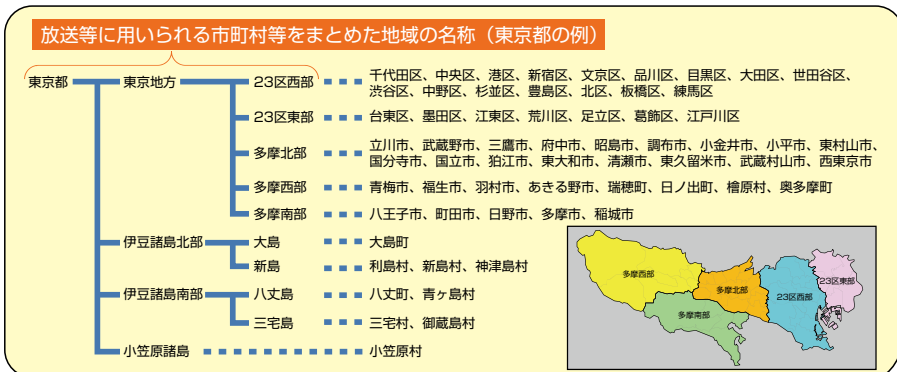 放送等に用いられる市町村等をまとめた地域の名称（東京都の例）
東京都 東京地方 23区西部 千代田区、中央区、港区、新宿区、文京区、品川区、目黒区、大田区、世田谷区、
渋谷区、中野区、杉並区、豊島区、北区、板橋区、練馬区
23区東部 台東区、墨田区、江東区、荒川区、足立区、葛飾区、江戸川区
多摩北部 立川市、武蔵野市、三鷹市、府中市、昭島市、調布市、小金井市、小平市、東村山市、
国分寺市、国立市、狛江市、東大和市、清瀬市、東久留米市、武蔵村山市、西東京市
多摩西部 青梅市、福生市、羽村市、あきる野市、瑞穂町、日ノ出町、檜原村、奥多摩町
多摩南部 八王子市、町田市、日野市、多摩市、稲城市
伊豆諸島北部 大島 大島町
新島 利島村、新島村、神津島村
伊豆諸島南部 八丈島 八丈町、青ヶ島村
三宅島 三宅村、御蔵島村
小笠原諸島 小笠原村
多摩西部
多摩北部
多摩南部
23区西部
23区東部